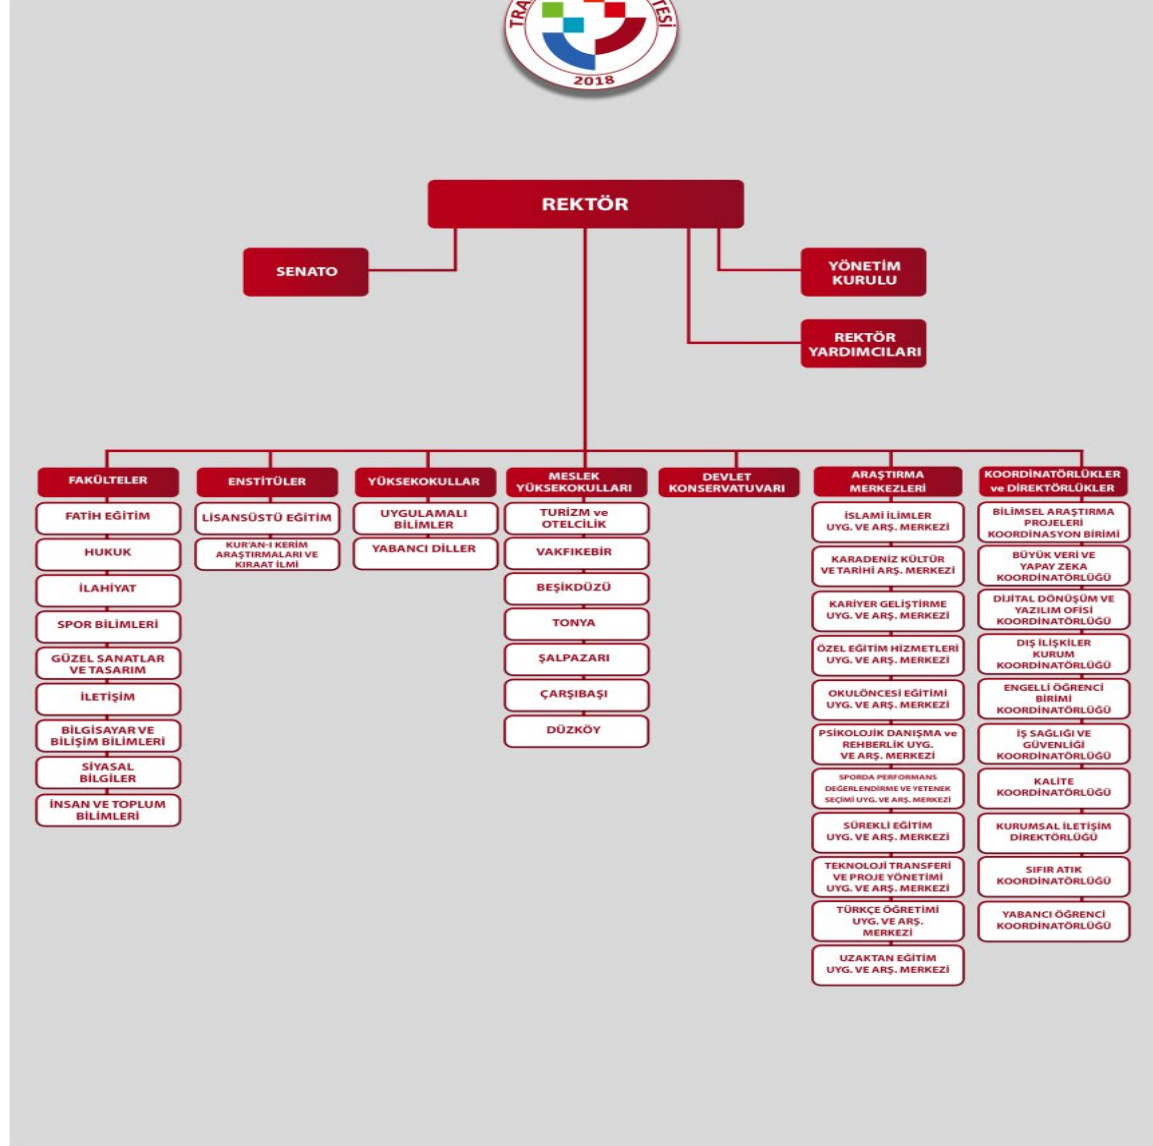 2018
REKTÖR
SENATO
YÖNETİM
KURULU
REKTÖR
YARDIMCILARI
FAKÜLTELER
FATİH EĞİTİM
HUKUK
İLAHİYAT
SPOR BİLİMLERİ
GÜZEL SANATLAR
VE TASARIM
İLETİŞİM
BİLGİSAYAR VE
BİLİŞİM BİLİMLERİ
SİYASAL
BİLGİLER
İNSAN VE TOPLUM
BİLİMLERİ
ENSTİTÜLER
LİSANSÜSTÜ EĞİTİM
KUR'AN-I KERİM
ARAŞTIRMALARI VE
KIRAAT İLMİ
YÜKSEKOKULLAR
UYGULAMALI
BİLİMLER
YABANCI DİLLER
MESLEK
YÜKSEKOKULLARI
TURİZM ve
OTELCİLİK
VAKFIKEBİR
BEŞİKDÜZÜ
TONYA
ŞALPAZARI
ÇARŞIBAŞI
DÜZKÖY
DEVLET
KONSERVATUVARI
ARAŞTIRMA
MERKEZLERİ
İSLAMİ İLİMLER
UYG. VE ARŞ. MERKEZİ
KARADENİZ KÜLTÜR
VE TARİHİ ARŞ. MERKEZİ
KARİYER GELİŞTİRME
UYG. VE ARŞ. MERKEZİ
ÖZEL EĞİTİM HİZMETLERİ
UYG. VE ARŞ. MERKEZİ
OKULÖNCESİ EĞİTİMİ
UYG. VE ARŞ. MERKEZİ
PSİKOLOJİK DANIŞMA ve
REHBERLİK UYG.
VE ARŞ. MERKEZİ
SPORDA PERFORMANS
DEĞERLENDİRME VE YETENEK
SEÇİMİ UYG. VE ARŞ. MERKEZİ
SÜREKLİ EĞİTİM
UYG. VE ARŞ. MERKEZİ
TEKNOLOJİ TRANSFERİ
VE PROJE YÖNETİMİ
UYG. VE ARŞ. MERKEZİ
TÜRKÇE ÖĞRETİMİ
UYG. VE ARŞ.
MERKEZİ
UZAKTAN EĞİTİM
UYG. VE ARŞ. MERKEZİ
KOORDİNATÖRLÜKLER
ve DİREKTÖRLÜKLER
BİLİMSEL ARAŞTIRMA
PROJELERİ
KOORDİNASYON BİRİMİ
BÜYÜK VERİ VE
YAPAY ZEKA
KOORDİNATÖRLÜĞÜ
DİJİTAL DÖNÜŞÜM VE
YAZILIM OFİSİ
KOORDİNATÖRLÜĞÜ
DIŞ İLİŞKİLER
KURUM
KOORDİNATÖRLÜĞÜ
ENGELLİ ÖĞRENCİ
BİRİMİ
KOORDİNATÖRLÜĞÜ
İŞ SAĞLIĞI VE
GÜVENLİĞİ
KOORDİNATÖRLÜĞÜ
KALİTE
KOORDİNATÖRLÜĞÜ
KURUMSAL İLETİŞİM
DİREKTÖRLÜĞÜ
SIFIR ATIK
KOORDİNATÖRLÜĞÜ
YABANCI ÖĞRENCİ
KOORDİNATÖRLÜĞÜ